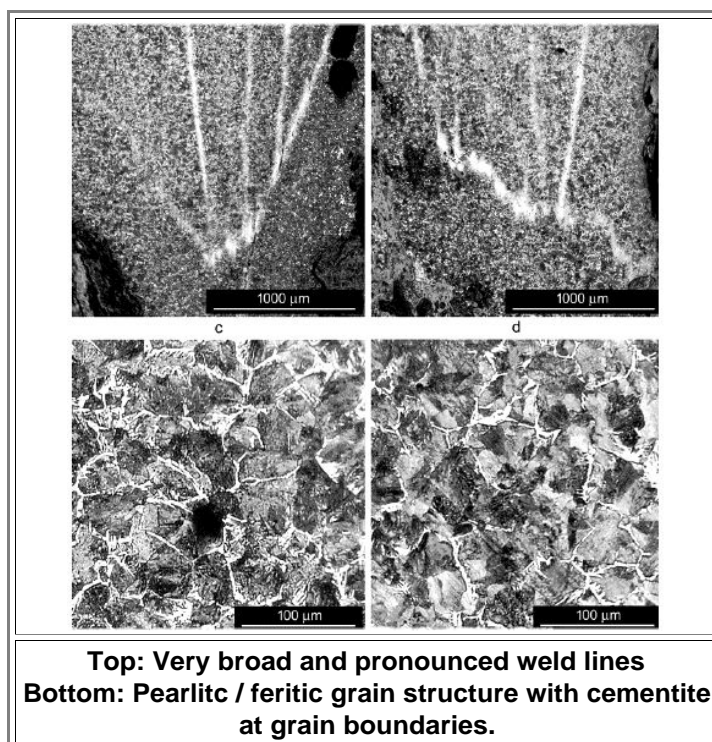 1000 µm
1000 µm
c
d
100 µm
100 µm
Top: Very broad and pronounced weld lines
Bottom: Pearlitc / feritic grain structure with cementite
at grain boundaries.